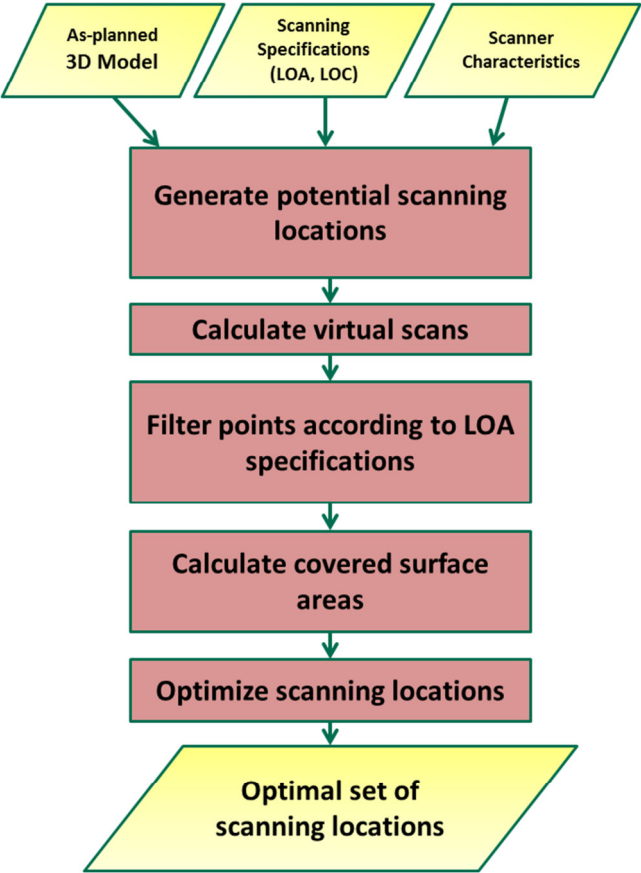 As-planned
3D Model
Scanning
Specifications
(LOA, LOC)
Scanner
Characteristics
Generate potential scanning
locations
Calculate virtual scans
Filter points according to LOA
specifications
Calculate covered surface
areas
Optimize scanning locations
Optimal set of
scanning locations